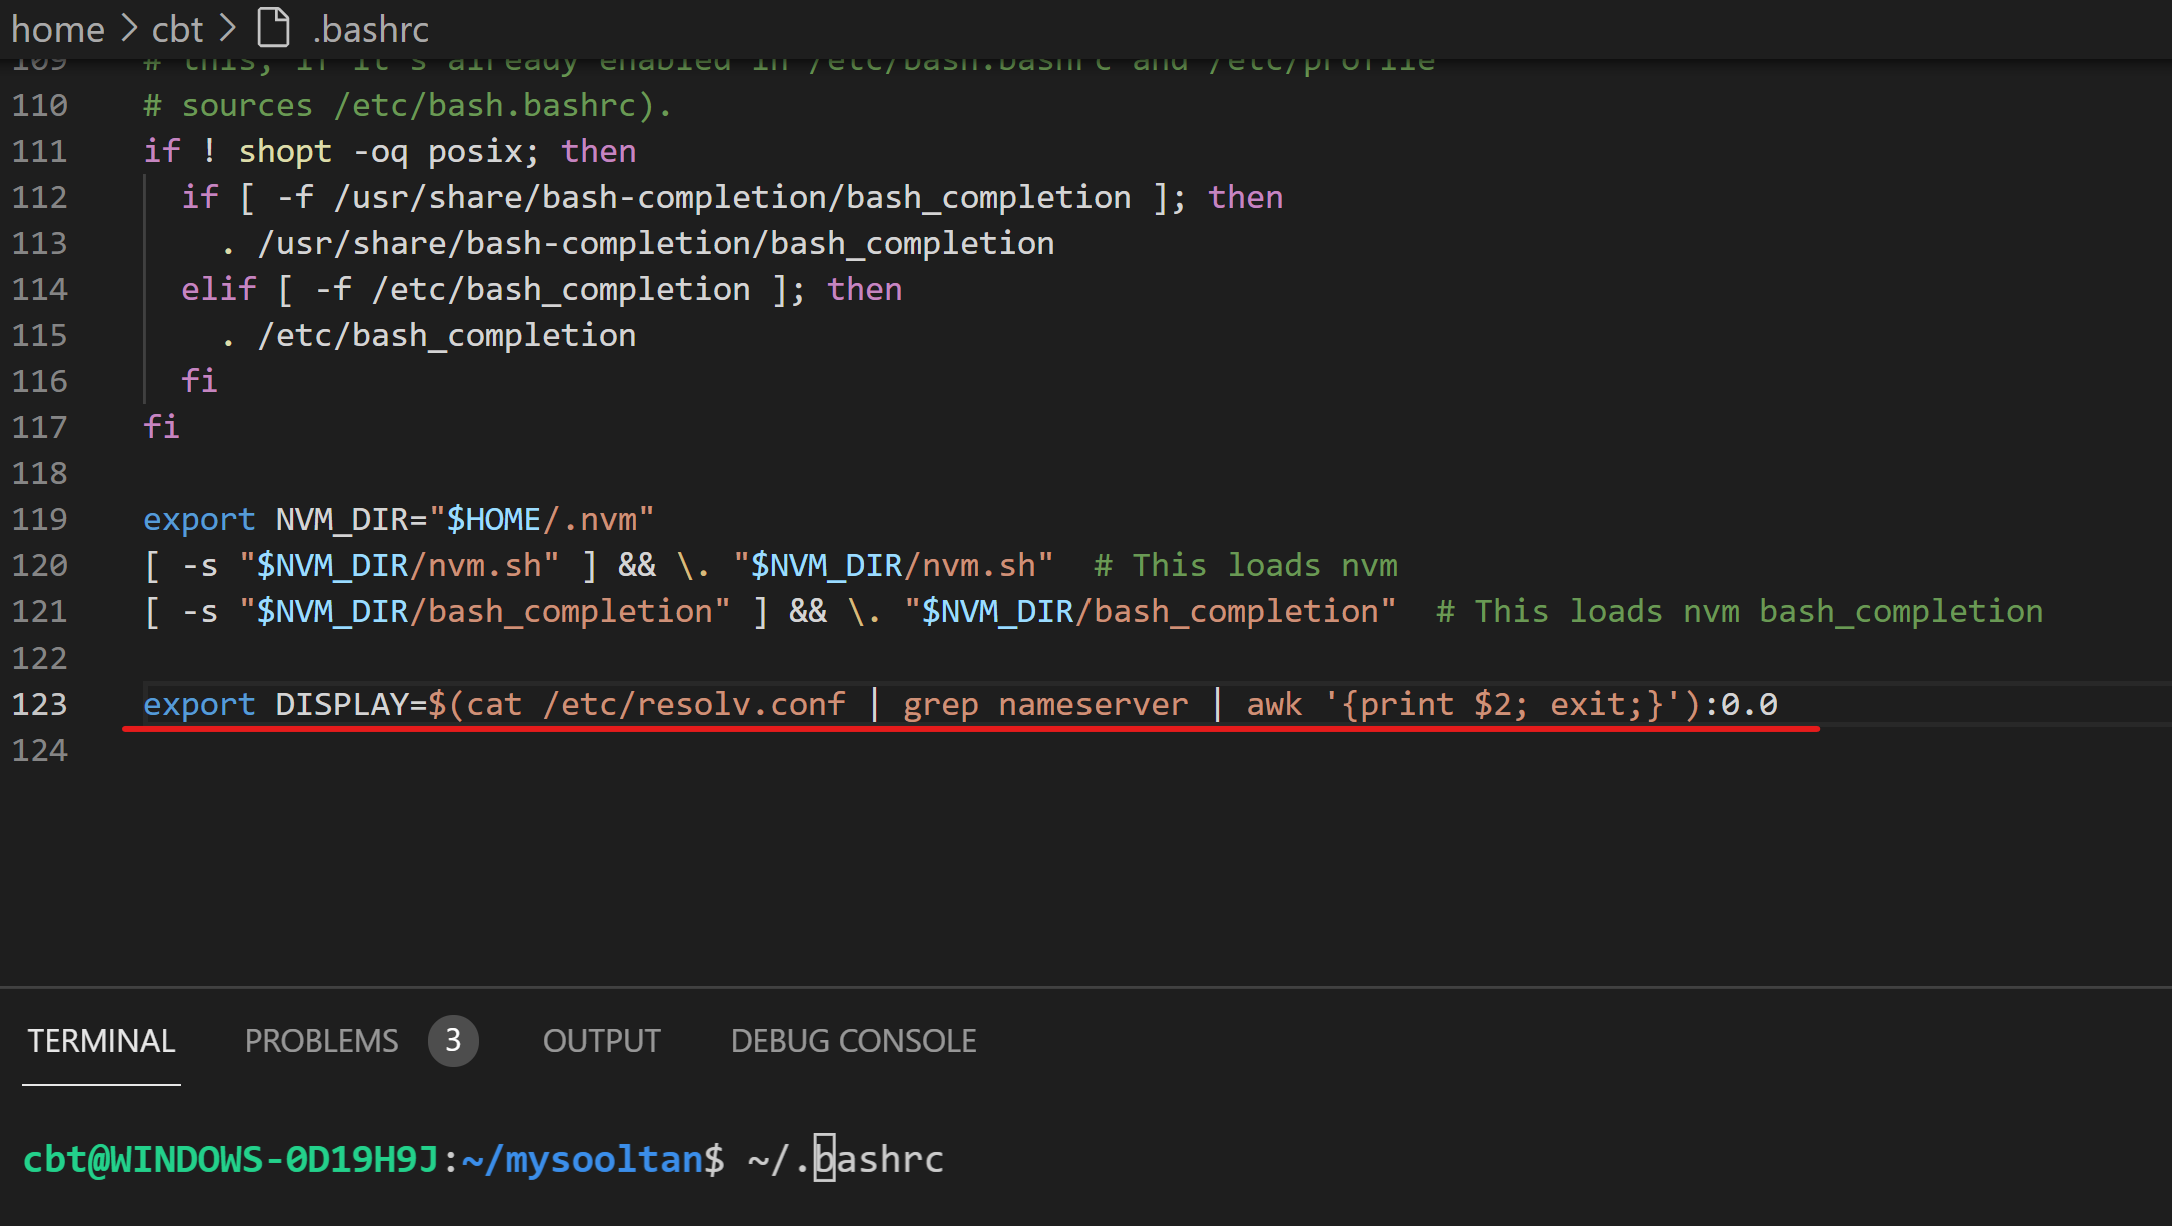 home > cbt > .bashrc
109 # this, if it's already enabled in /etc/bash.bashrc and /etc/profile
110 # sources /etc/bash.bashrc).
111 if ! shopt -oq posix; then
112   if [ -f /usr/share/bash-completion/bash_completion ]; then
113     . /usr/share/bash-completion/bash_completion
114   elif [ -f /etc/bash_completion ]; then
115     . /etc/bash_completion
116   fi
117 fi
118
119 export NVM_DIR="$HOME/.nvm"
120 [ -s "$NVM_DIR/nvm.sh" ] && \. "$NVM_DIR/nvm.sh"  # This loads nvm
121 [ -s "$NVM_DIR/bash_completion" ] && \. "$NVM_DIR/bash_completion"  # This loads nvm bash_completion
122
123 export DISPLAY=$(cat /etc/resolv.conf | grep nameserver | awk '{print $2; exit;}'):0.0
124
TERMINAL PROBLEMS 3 OUTPUT DEBUG CONSOLE
cbt@WINDOWS-0D19H9J:~/mysooltan$ ~/.bashrc